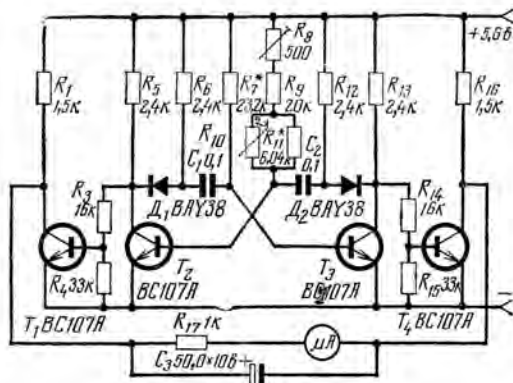 +5,6В
R1 1,5к
R5 2,4к
R6 2,4к
R7* 232к
R8 500
R9 20к
R12 2,4к
R13 2,4к
R16 1,5к
R10
R11* 6,04к
C1 0,1
C2 0,1
R3 16к
Д1 BAY38
Д2 BAY38
R14 16к
R4 33к
T2 BC107A
T3 BC107A
R15 33к
T1 BC107A
R17 1к
μA
T4 BC107A
C3 50,0×10В +
−